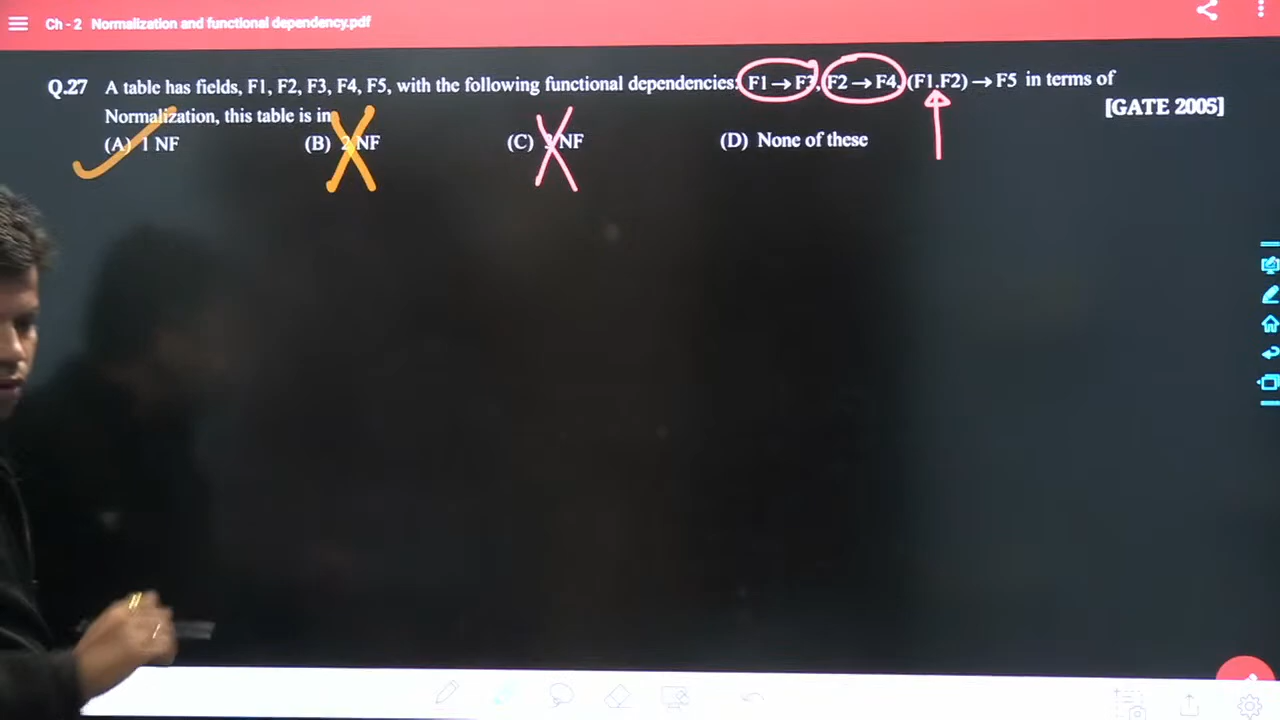 Ch - 2 Normalization and functional dependency.pdf
Q.27 A table has fields, F1, F2, F3, F4, F5, with the following functional dependencies: F1 → F3, F2 → F4, (F1.F2) → F5 in terms of
Normalization, this table is in
[GATE 2005]
(A) 1 NF (B) 2 NF (C) 3 NF (D) None of these